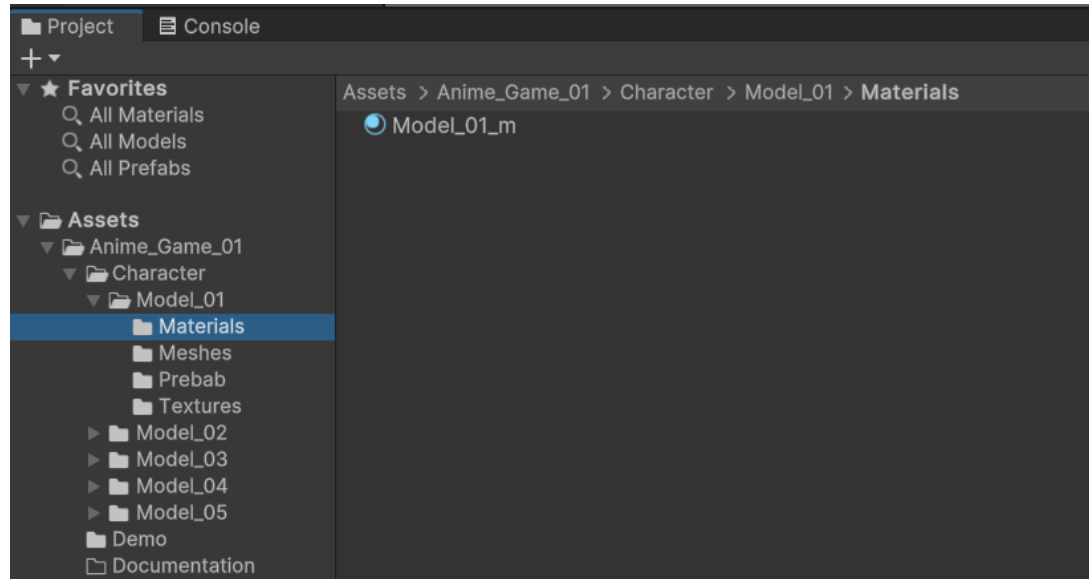 Project Console
Favorites
All Materials
All Models
All Prefabs
Assets
Anime_Game_01
Character
Model_01
Materials
Meshes
Prebab
Textures
Model_02
Model_03
Model_04
Model_05
Demo
Documentation
Assets > Anime_Game_01 > Character > Model_01 > Materials
Model_01_m